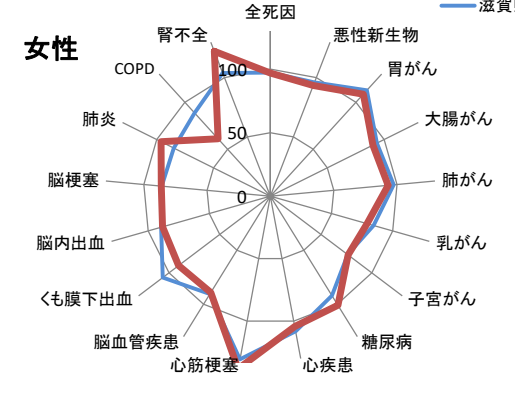 滋賀
女性
全死因
悪性新生物
胃がん
大腸がん
肺がん
乳がん
子宮がん
糖尿病
心疾患
心筋梗塞
脳血管疾患
くも膜下出血
脳内出血
脳梗塞
肺炎
COPD
腎不全
100
50
0